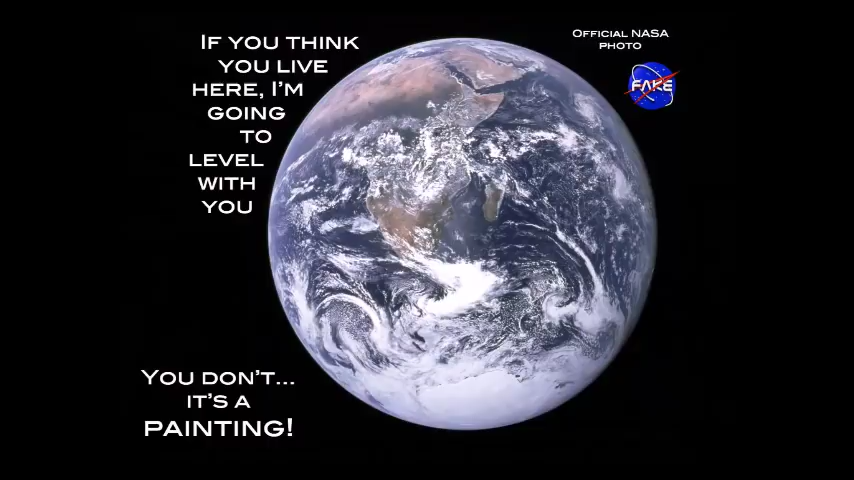 If you think
you live
here, I'm
going
to
level
with
you
Official NASA
photo
FAKE
You don't...
it's a
painting!